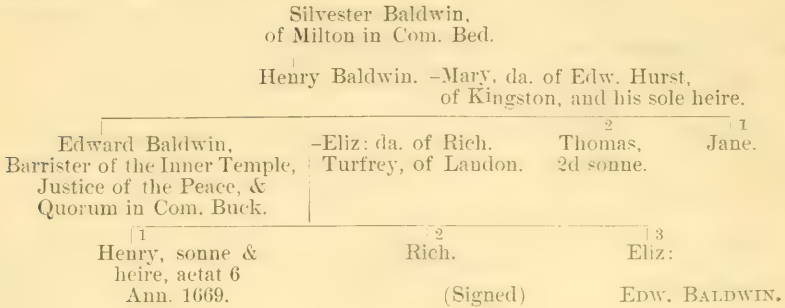 Silvester Baldwin,
of Milton in Com. Bed.
Henry Baldwin. –Mary, da. of Edw. Hurst,
of Kingston, and his sole heire.
2 1
Edward Baldwin, –Eliz: da. of Rich. Thomas, Jane.
Barrister of the Inner Temple, Turfrey, of Landon. 2d sonne.
Justice of the Peace, &
Quorum in Com. Buck.
1 2 3
Henry, sonne & Rich. Eliz:
heire, aetat 6
Ann. 1669. (Signed) EDW. BALDWIN.